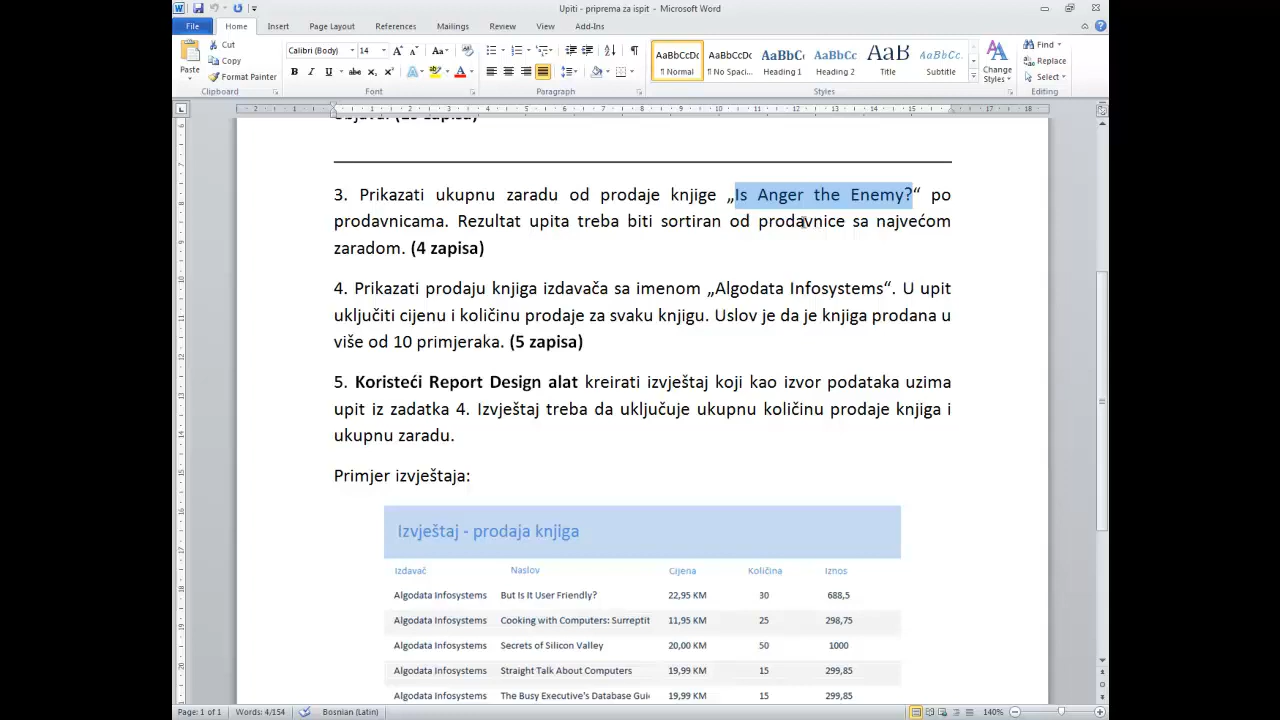 Upiti - priprema za ispit - Microsoft Word
File Home Insert Page Layout References Mailings Review View Add-Ins
Paste
Cut
Copy
Format Painter
Clipboard
Calibri (Body) 14
B I U abc x₂ x² A
Font
Paragraph
AaBbCcDc AaBbCcDc AaBbC AaBbCc AaB AaBbCc.
¶ Normal ¶ No Spaci... Heading 1 Heading 2 Title Subtitle
Styles
Change Styles
Find
Replace
Select
Editing
3. Prikazati ukupnu zaradu od prodaje knjige „Is Anger the Enemy?“ po
prodavnicama. Rezultat upita treba biti sortiran od prodavnice sa najvećom
zaradom. (4 zapisa)
4. Prikazati prodaju knjiga izdavača sa imenom „Algodata Infosystems“. U upit
uključiti cijenu i količinu prodaje za svaku knjigu. Uslov je da je knjiga prodana u
više od 10 primjeraka. (5 zapisa)
5. Koristeći Report Design alat kreirati izvještaj koji kao izvor podataka uzima
upit iz zadatka 4. Izvještaj treba da uključuje ukupnu količinu prodaje knjiga i
ukupnu zaradu.
Primjer izvještaja:
Izvještaj - prodaja knjiga
Izdavač Naslov Cijena Količina Iznos
Algodata Infosystems But Is It User Friendly? 22,95 KM 30 688,5
Algodata Infosystems Cooking with Computers: Surreptit 11,95 KM 25 298,75
Algodata Infosystems Secrets of Silicon Valley 20,00 KM 50 1000
Algodata Infosystems Straight Talk About Computers 19,99 KM 15 299,85
Algodata Infosystems The Busy Executive's Database Gui 19,99 KM 15 299,85
Page: 1 of 1 Words: 4/154 Bosnian (Latin) 140%